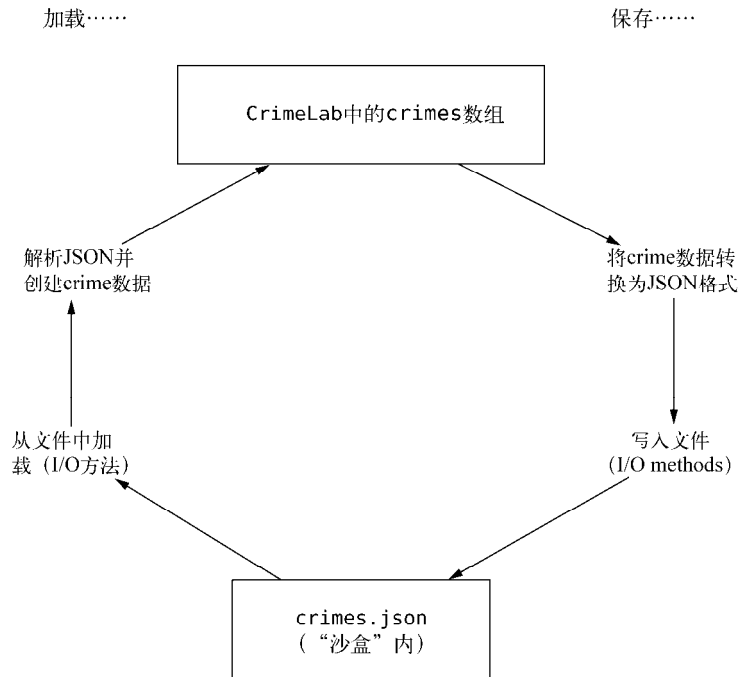 加载……
保存……
CrimeLab中的crimes数组
解析JSON并
创建crime数据
将crime数据转
换为JSON格式
从文件中加
载（I/O方法）
写入文件
（I/O methods）
crimes.json
（“沙盒”内）